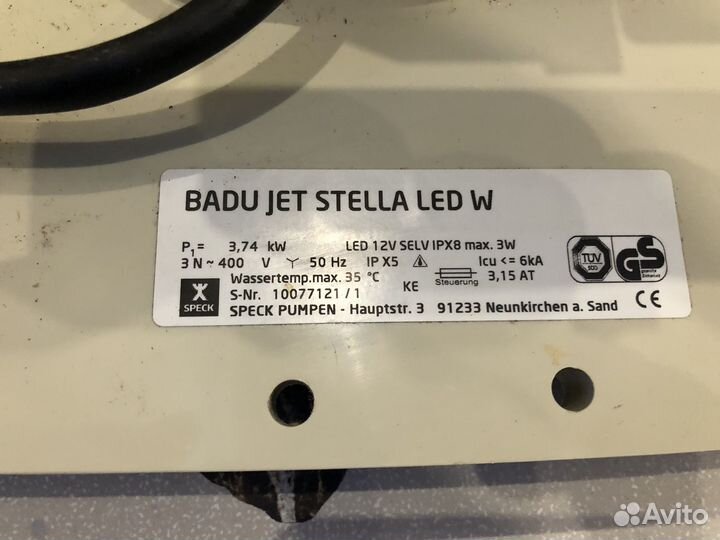 BADU JET STELLA LED W
P1 = 3,74 kW LED 12V SELV IPX8 max. 3W
3 N ~ 400 V Y 50 Hz IP X5 Icu <= 6kA
Wassertemp.max. 35 °C KE Steuerung 3,15 AT
S-Nr. 10077121 / 1
SPECK SPECK PUMPEN - Hauptstr. 3 91233 Neunkirchen a. Sand CE
TÜV
GS
Avito